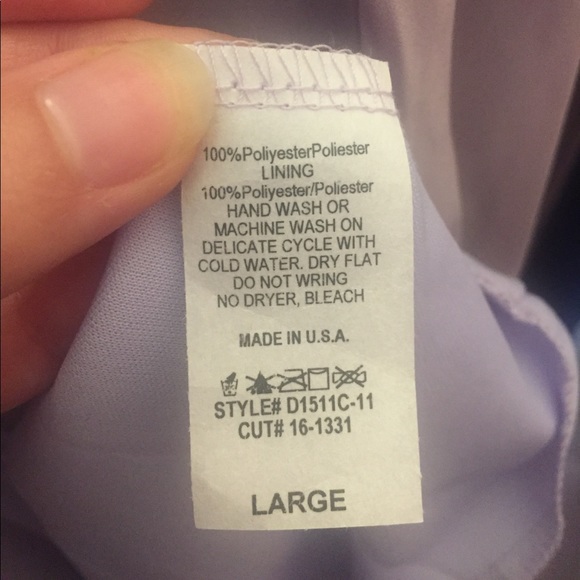 100%PoliyesterPoliester
LINING
100%Poliyester/Poliester
HAND WASH OR
MACHINE WASH ON
DELICATE CYCLE WITH
COLD WATER. DRY FLAT
DO NOT WRING
NO DRYER, BLEACH
MADE IN U.S.A.
STYLE# D1511C-11
CUT# 16-1331
LARGE